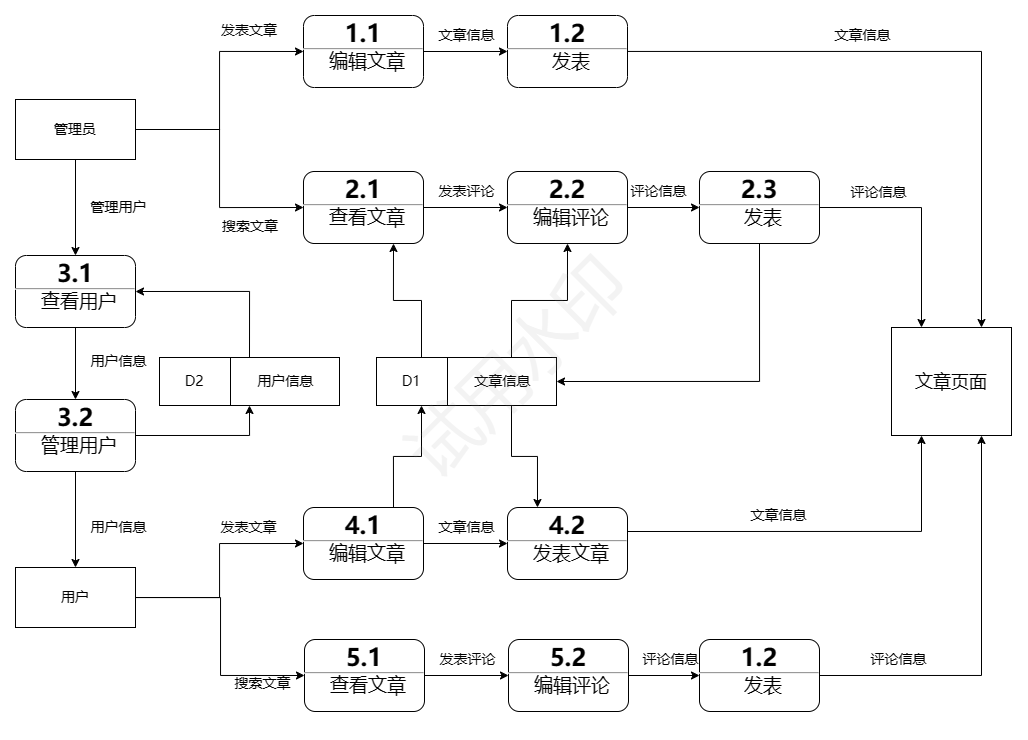 发表文章
1.1
编辑文章
文章信息
1.2
发表
文章信息
管理员
管理用户
搜索文章
2.1
查看文章
发表评论
2.2
编辑评论
评论信息
2.3
发表
评论信息
3.1
查看用户
用户信息
D2
用户信息
D1
文章信息
文章页面
3.2
管理用户
用户信息
发表文章
4.1
编辑文章
文章信息
4.2
发表文章
文章信息
用户
搜索文章
5.1
查看文章
发表评论
5.2
编辑评论
评论信息
1.2
发表
评论信息
试用水印